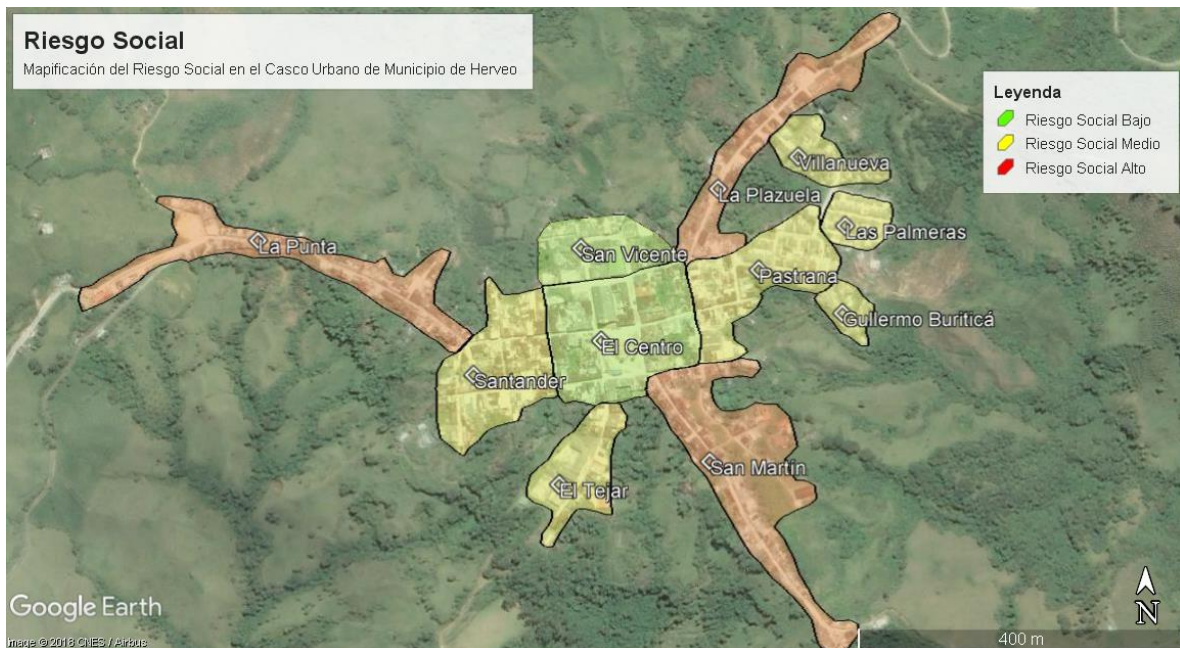 Riesgo Social
Mapificación del Riesgo Social en el Casco Urbano de Municipio de Herveo
Leyenda
Riesgo Social Bajo
Riesgo Social Medio
Riesgo Social Alto
Villanueva
La Plazuela
Las Palmeras
La Punta
San Vicente
Pastrana
Guillermo Buriticá
El Centro
Santander
San Martin
El Tejar
Google Earth
Image © 2018 CNES / Airbus
N
400 m